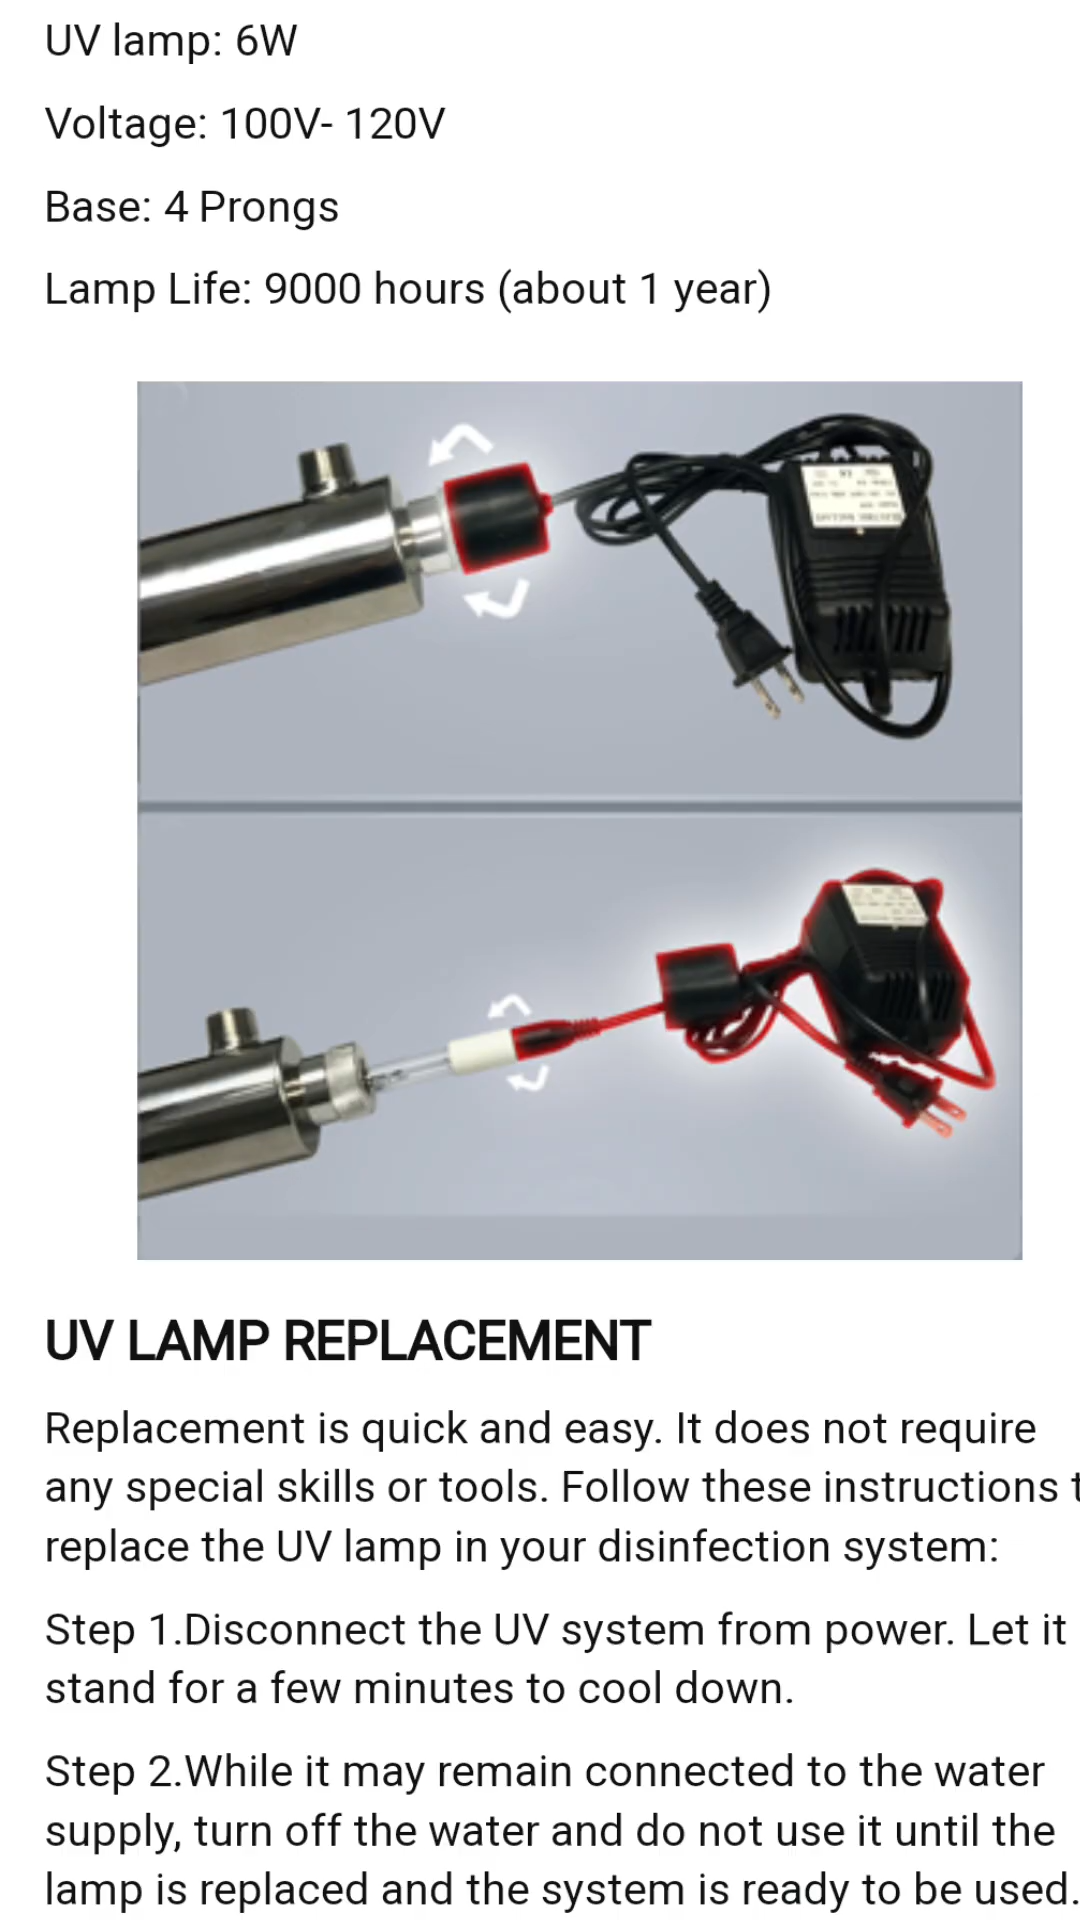 UV lamp: 6W
Voltage: 100V- 120V
Base: 4 Prongs
Lamp Life: 9000 hours (about 1 year)
UV LAMP REPLACEMENT
Replacement is quick and easy. It does not require
any special skills or tools. Follow these instructions t
replace the UV lamp in your disinfection system:
Step 1.Disconnect the UV system from power. Let it
stand for a few minutes to cool down.
Step 2.While it may remain connected to the water
supply, turn off the water and do not use it until the
lamp is replaced and the system is ready to be used.